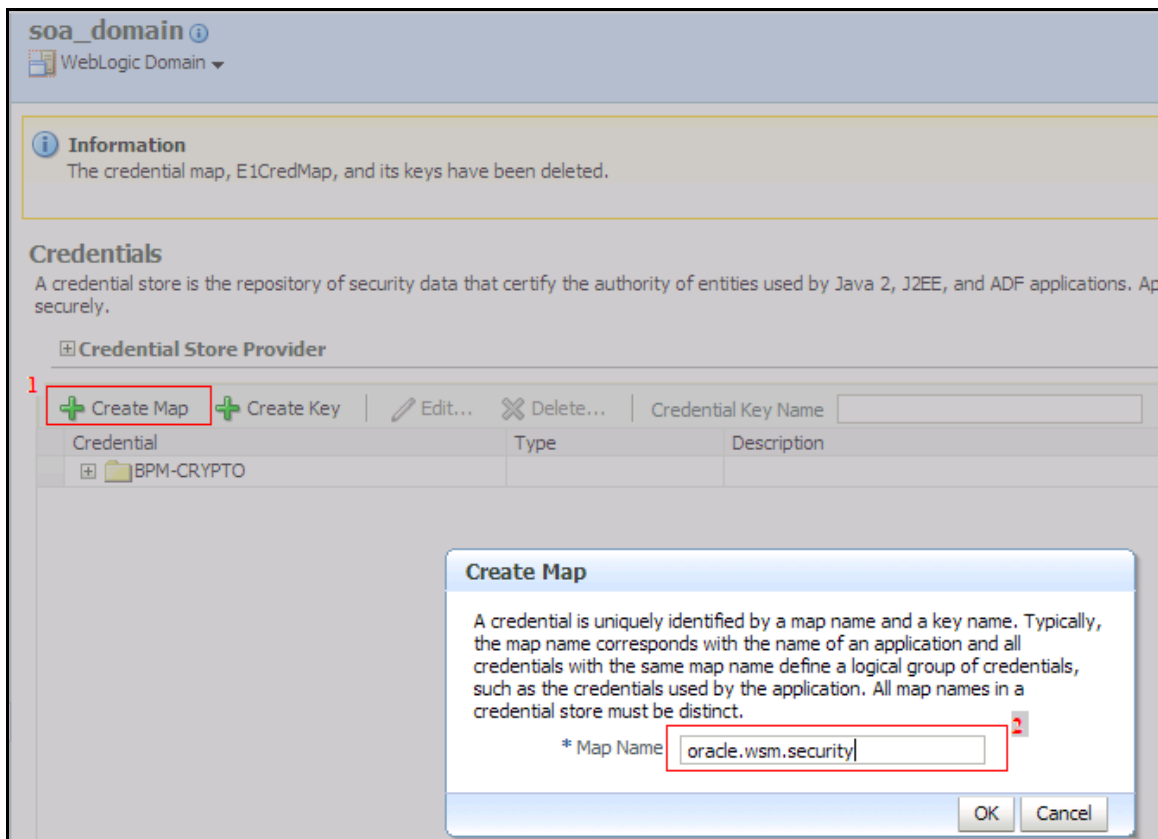 soa_domain
WebLogic Domain
Information
The credential map, E1CredMap, and its keys have been deleted.
Credentials
A credential store is the repository of security data that certify the authority of entities used by Java 2, J2EE, and ADF applications. Ap
securely.
Credential Store Provider
1
Create Map Create Key Edit... Delete... Credential Key Name
Credential Type Description
BPM-CRYPTO
Create Map
A credential is uniquely identified by a map name and a key name. Typically,
the map name corresponds with the name of an application and all
credentials with the same map name define a logical group of credentials,
such as the credentials used by the application. All map names in a
credential store must be distinct.
2
* Map Name oracle.wsm.security
OK Cancel